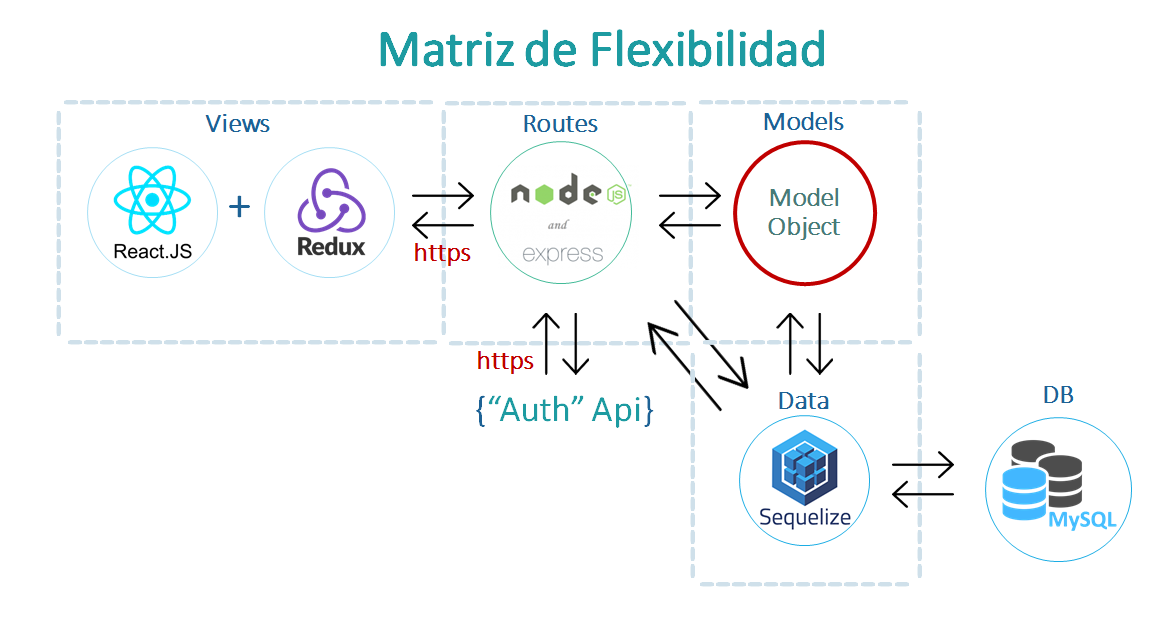 Matriz de Flexibilidad
Views
Routes
Models
React.JS
+
Redux
https
node JS
and
express
Model
Object
https
{“Auth” Api}
Data
Sequelize
DB
MySQL